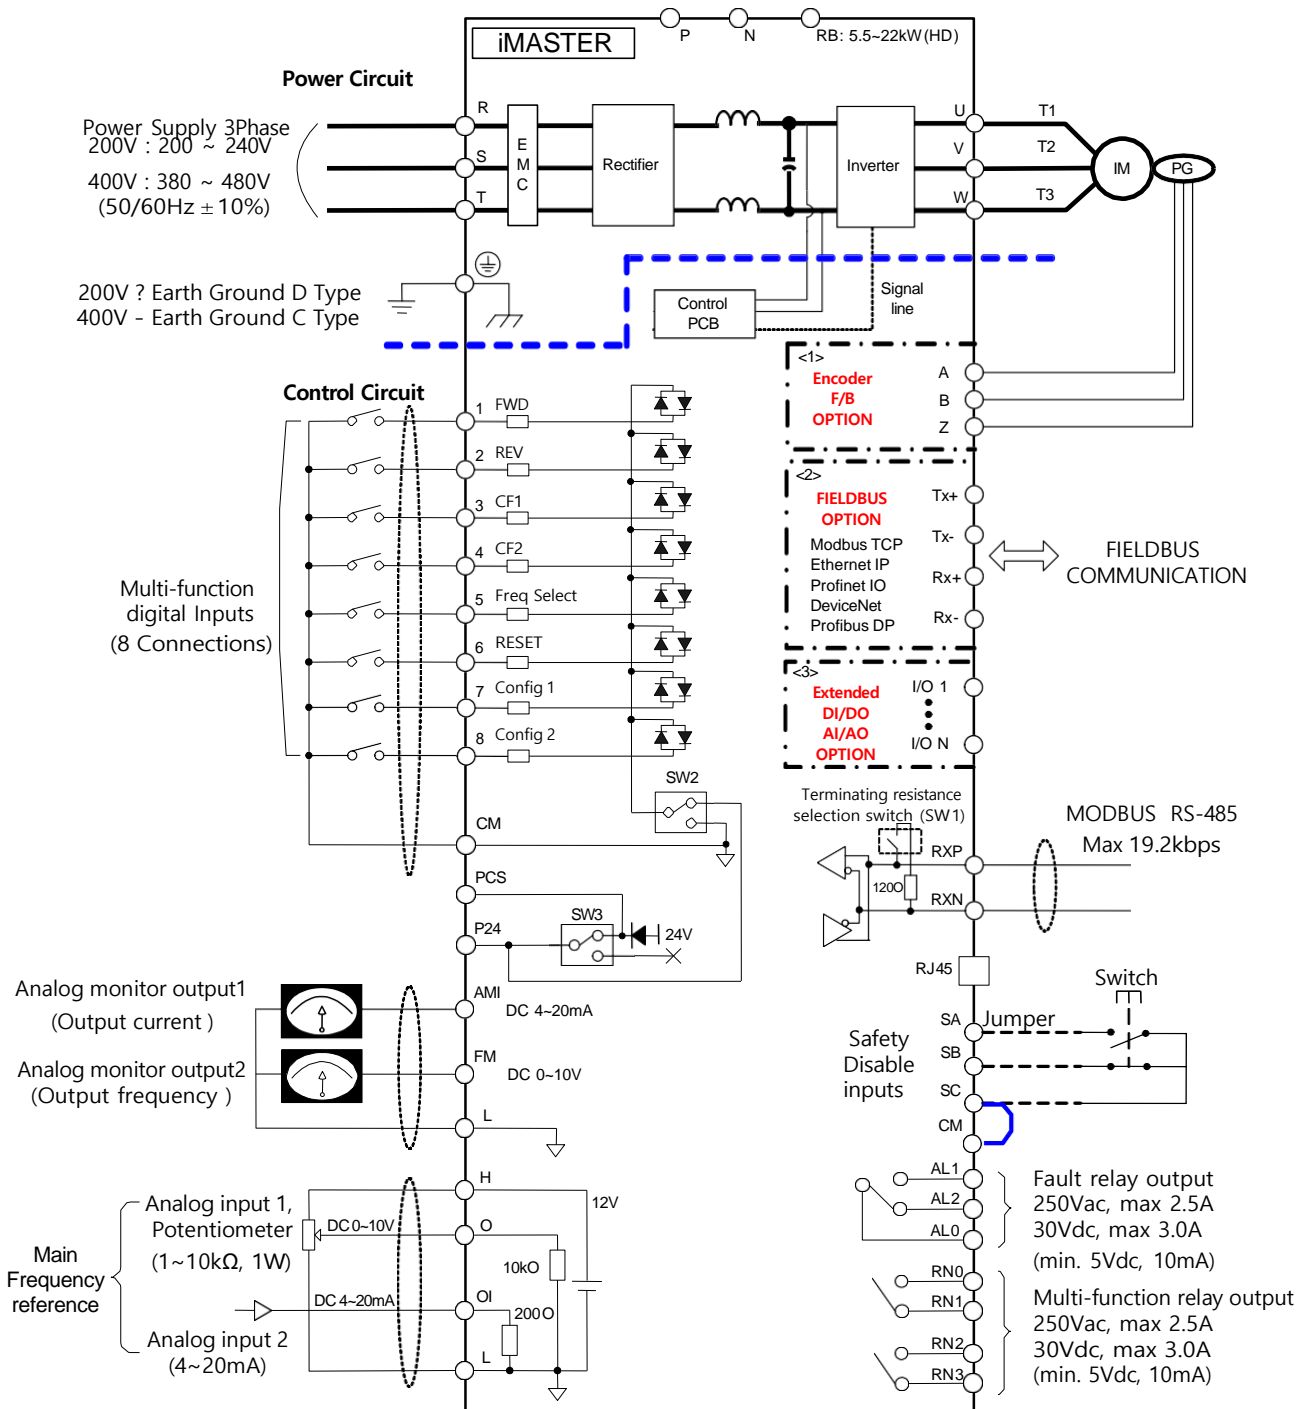 iMASTER
P
N
RB: 5.5~22kW(HD)
Power Circuit
Power Supply 3Phase
200V : 200 ~ 240V
400V : 380 ~ 480V
(50/60Hz ±10%)
R
S
T
E
M
C
Rectifier
Inverter
U
V
W
T1
T2
T3
IM
PG
200V ? Earth Ground D Type
400V - Earth Ground C Type
Control
PCB
Signal
line
<1>
Encoder
F/B
OPTION
A
B
Z
Control Circuit
1 FWD
2 REV
3 CF1
4 CF2
5 Freq Select
6 RESET
7 Config 1
8 Config 2
Multi-function
digital Inputs
(8 Connections)
<2>
FIELDBUS
OPTION
Modbus TCP
Ethernet IP
Profinet IO
DeviceNet
Profibus DP
Tx+
Tx-
Rx+
Rx-
FIELDBUS
COMMUNICATION
<3>
Extended
DI/DO
AI/AO
OPTION
I/O 1
I/O N
SW2
CM
PCS
P24
SW3
24V
Terminating resistance
selection switch (SW1)
RXP
120O
RXN
MODBUS RS-485
Max 19.2kbps
RJ45
Analog monitor output1
(Output current )
AMI
DC 4~20mA
Analog monitor output2
(Output frequency )
FM
DC 0~10V
L
Switch
SA
Jumper
SB
SC
CM
Safety
Disable
inputs
Main
Frequency
reference
Analog input 1,
Potentiometer
(1~10kΩ, 1W)
DC 0~10V
H
12V
O
10kO
DC 4~20mA
OI
200O
Analog input 2
(4~20mA)
L
AL1
AL2
AL0
Fault relay output
250Vac, max 2.5A
30Vdc, max 3.0A
(min. 5Vdc, 10mA)
RN0
RN1
RN2
RN3
Multi-function relay output
250Vac, max 2.5A
30Vdc, max 3.0A
(min. 5Vdc, 10mA)